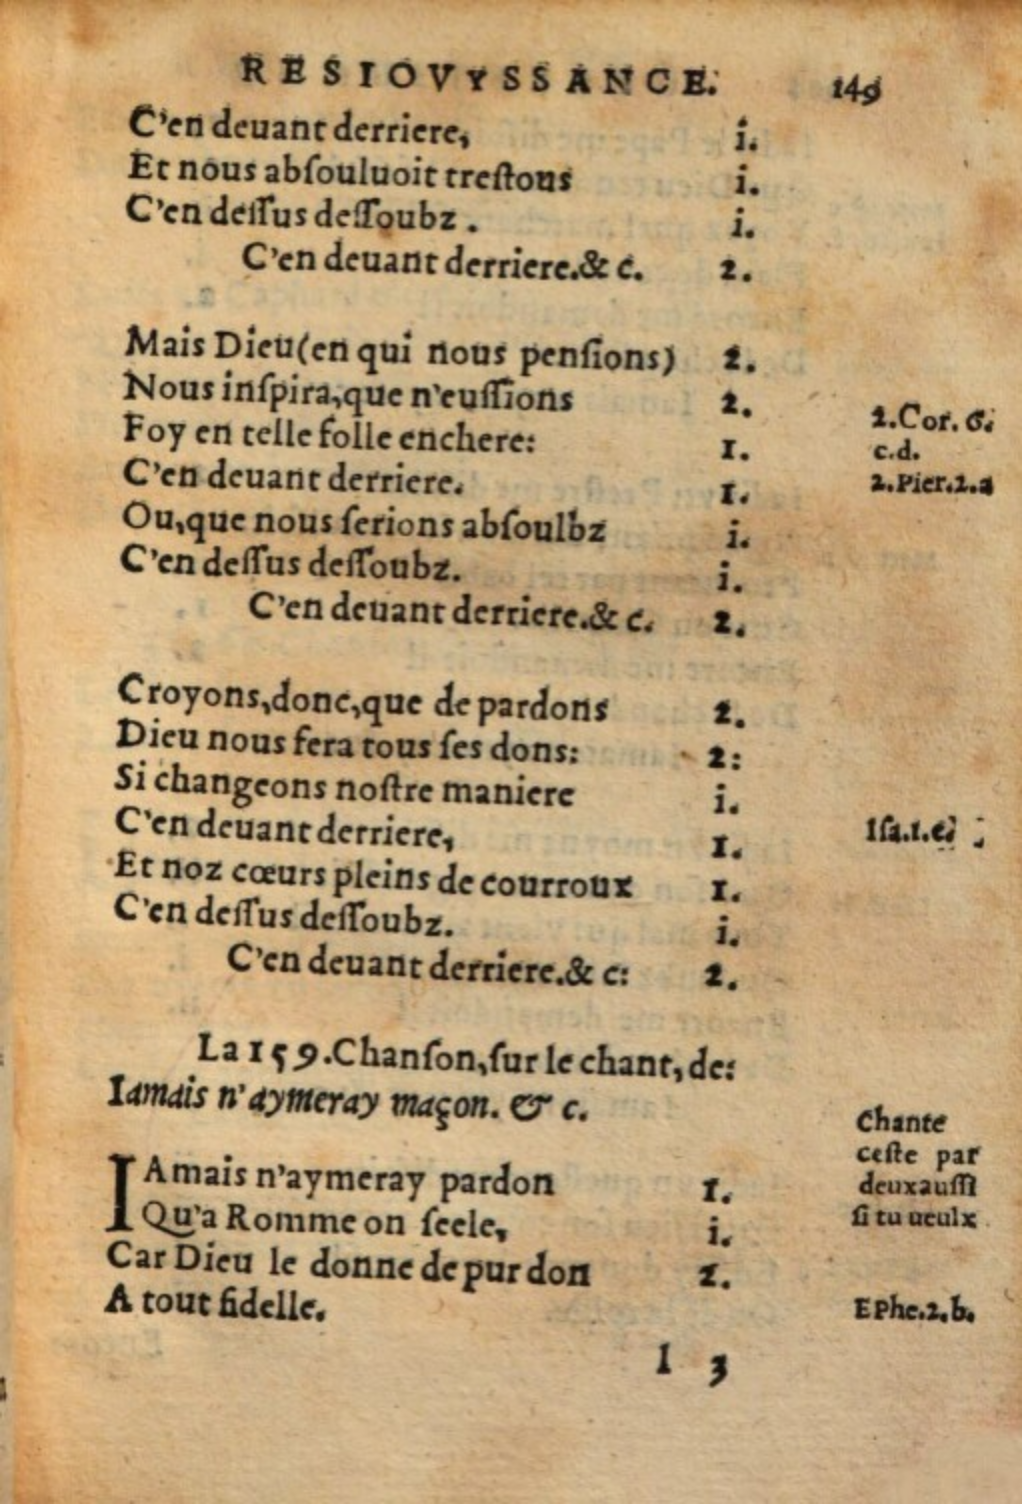 RESIOVYSSANCE. 149
C'en deuant derriere, i.
Et nous abſouluoit treſtous i.
C'en deſſus deſſoubz . i.
C'en deuant derriere.& c. 2.
Mais Dieu(en qui nous penſions) 2.
Nous inſpira,que n'euſſions 2.
Foy en telle folle enchere: 1.
C'en deuant derriere. 1.
Ou,que nous ſerions abſoulbz i.
C'en deſſus deſſoubz. i.
C'en deuant derriere.& c. 2.
2.Cor. 6.
c.d.
2.Pier.2.a
Croyons,donc,que de pardons 2.
Dieu nous fera tous ſes dons: 2:
Si changeons noſtre maniere i.
C'en deuant derriere, 1.
Et noz cœurs pleins de courroux 1.
C'en deſſus deſſoubz. i.
C'en deuant derriere.& c: 2.
Iſa.1.e.
La 159.Chanſon,ſur le chant, de:
Iamais n'aymeray maçon. & c.
IAmais n'aymeray pardon 1.
Qu'a Romme on ſeele, i.
Car Dieu le donne de pur don 1.
A tout fidelle.
Chante
ceſte par
deux auſſi
ſi tu ueulx
EPhe.2.b.
I 3